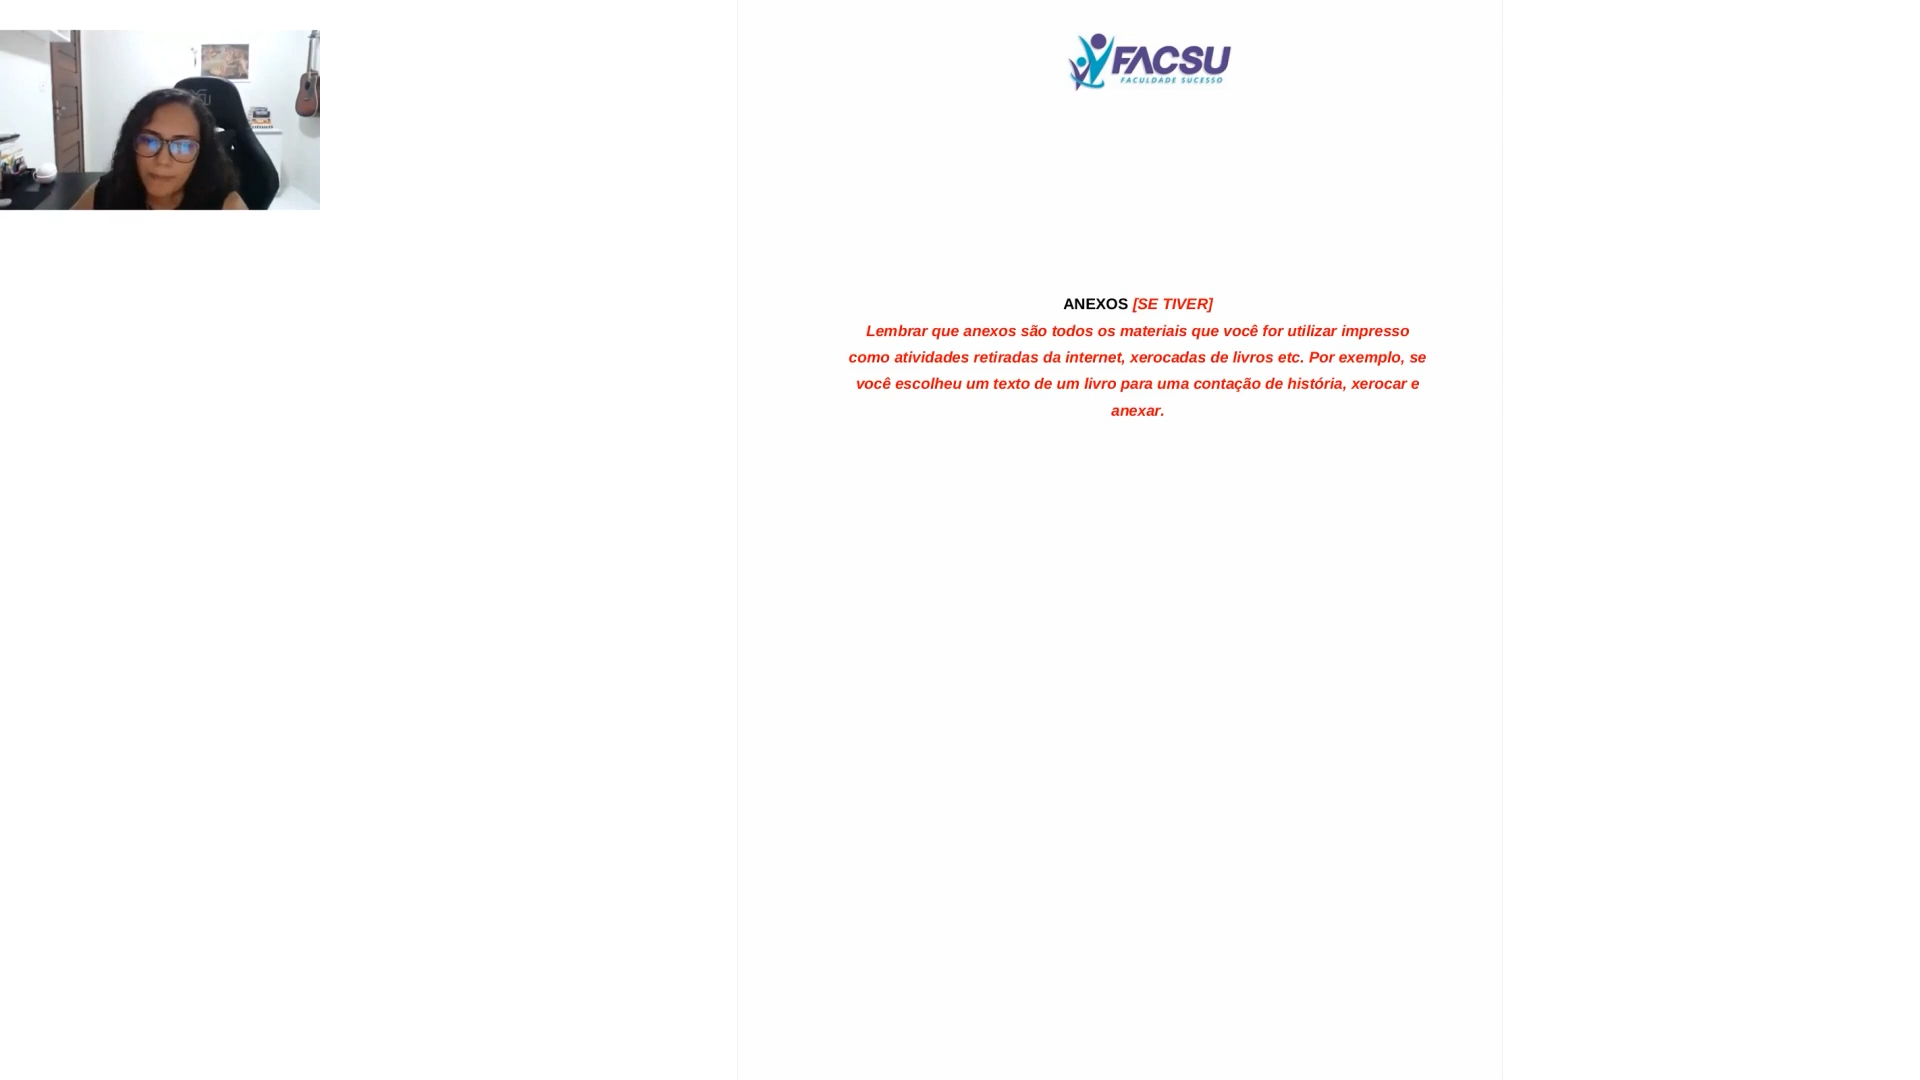 FACSU
FACULDADE SUCESSO
ANEXOS [SE TIVER]
Lembrar que anexos são todos os materiais que você for utilizar impresso
como atividades retiradas da internet, xerocadas de livros etc. Por exemplo, se
você escolheu um texto de um livro para uma contação de história, xerocar e
anexar.